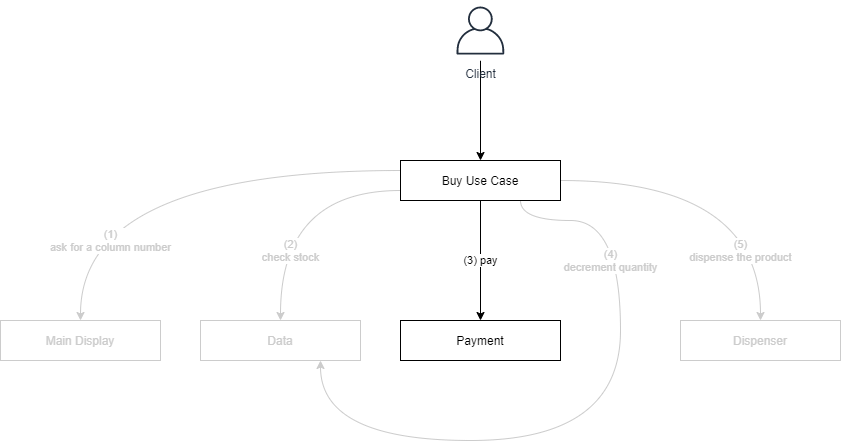 Client
Buy Use Case
(1)
ask for a column number
(2)
check stock
(3) pay
(4)
decrement quantity
(5)
dispense the product
Main Display
Data
Payment
Dispenser